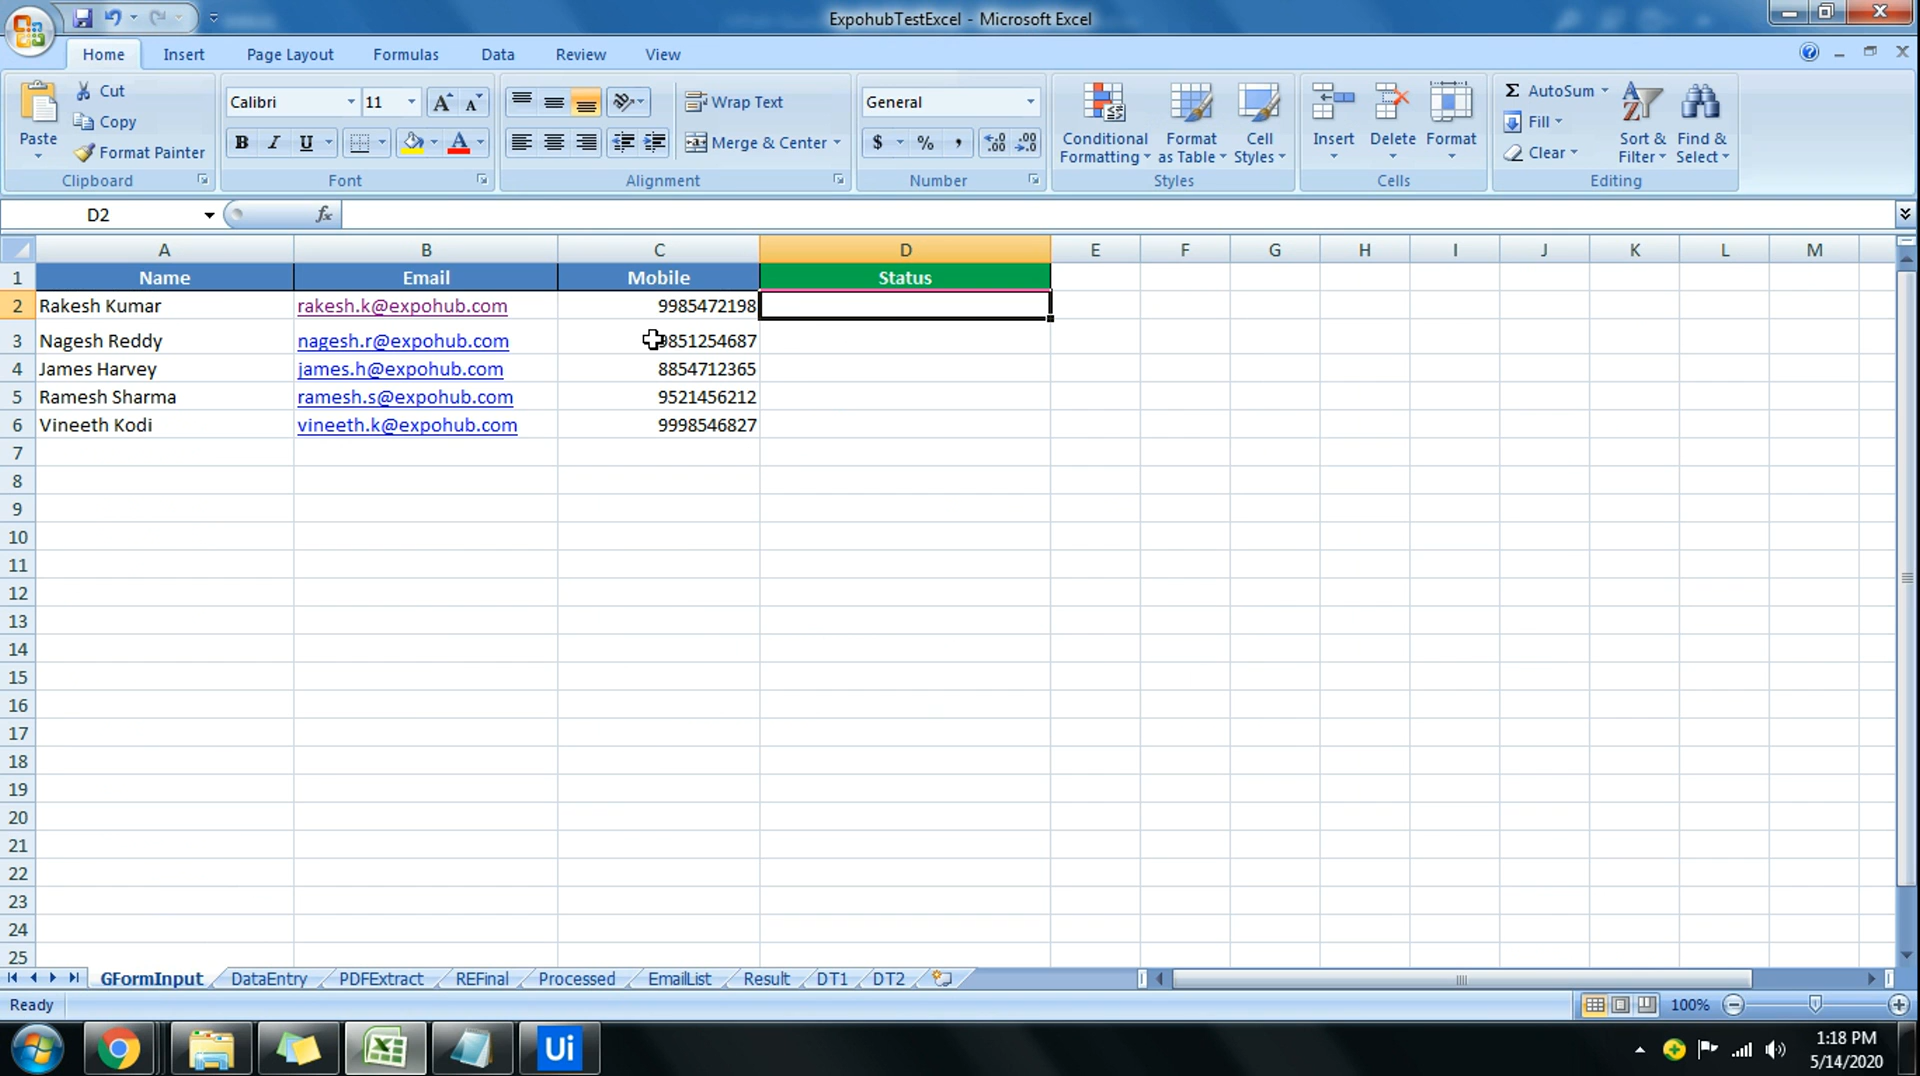 ExpohubTestExcel - Microsoft Excel
Home Insert Page Layout Formulas Data Review View
Paste
Cut
Copy
Format Painter
Clipboard
Calibri 11 A A
B I U A
Font
Wrap Text
Merge & Center
Alignment
General
$ % , .00 .00
Number
Conditional Formatting
Format as Table
Cell Styles
Styles
Insert Delete Format
Cells
Σ AutoSum
Fill
Clear
Sort & Filter
Find & Select
Editing
D2 fx
A B C D E F G H I J K L M
1 Name Email Mobile Status
2 Rakesh Kumar rakesh.k@expohub.com 9985472198
3 Nagesh Reddy nagesh.r@expohub.com 9851254687
4 James Harvey james.h@expohub.com 8854712365
5 Ramesh Sharma ramesh.s@expohub.com 9521456212
6 Vineeth Kodi vineeth.k@expohub.com 9998546827
7
8
9
10
11
12
13
14
15
16
17
18
19
20
21
22
23
24
25
GFormInput DataEntry PDFExtract REFinal Processed EmailList Result DT1 DT2
Ready 100%
Ui
1:18 PM
5/14/2020